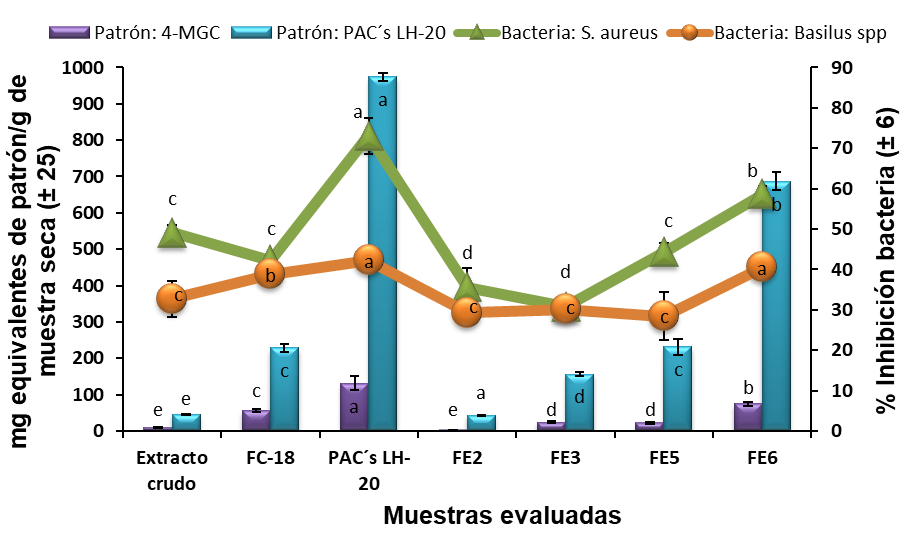 Patrón: 4-MGC Patrón: PAC´s LH-20 Bacteria: S. aureus Bacteria: Basilus spp
mg equivalentes de patrón/g de
muestra seca (± 25)
1000
900
800
700
600
500
400
300
200
100
0
90
80
70
60
50
40
30
20
10
0
% Inhibición bacteria (± 6)
c c a d d c b
c b a c c c a
e c a e d d b
e c a a d c b
Extracto
crudo
FC-18
PAC´s LH-
20
FE2
FE3
FE5
FE6
Muestras evaluadas